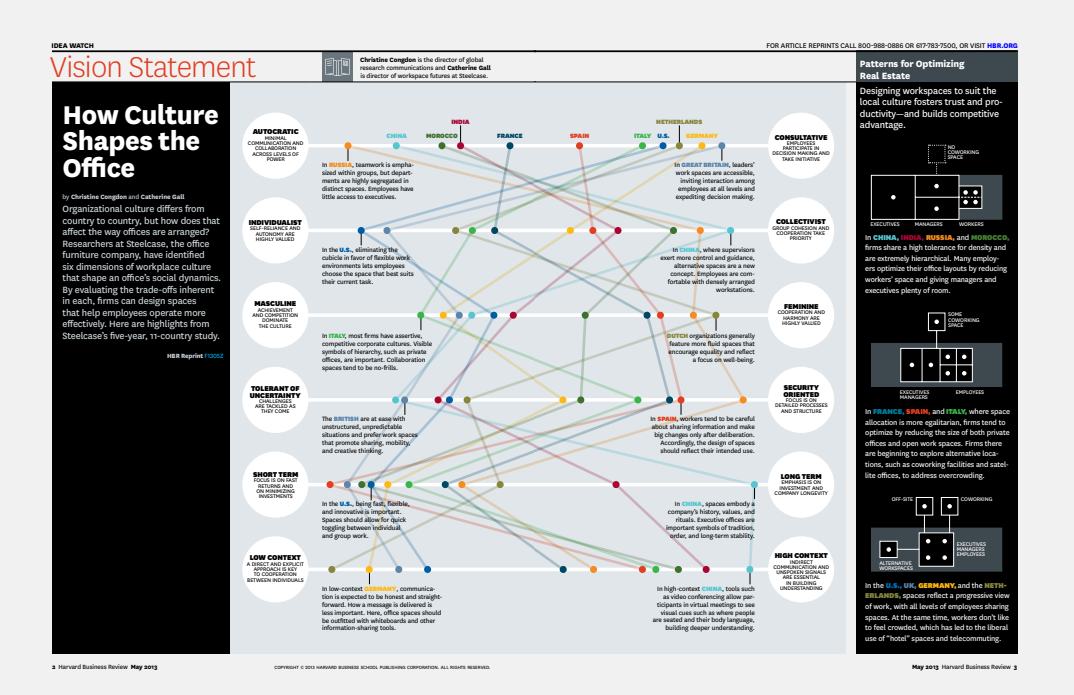 IDEA WATCH
FOR ARTICLE REPRINTS CALL 800-988-0886 OR 617-783-7500, OR VISIT HBR.ORG
Vision Statement
Christine Congdon is the director of global
research communications and Catherine Gall
is director of workspace futures at Steelcase.
How Culture
Shapes the
Office
by Christine Congdon and Catherine Gall
Organizational culture differs from
country to country, but how does that
affect the way offices are arranged?
Researchers at Steelcase, the office
furniture company, have identified
six dimensions of workplace culture
that shape an office's social dynamics.
By evaluating the trade-offs inherent
in each, firms can design spaces
that help employees operate more
effectively. Here are highlights from
Steelcase's five-year, 11-country study.
HBR Reprint F1305Z
INDIA
NETHERLANDS
CHINA
MOROCCO
FRANCE
SPAIN
ITALY
U.S.
GERMANY
AUTOCRATIC
MINIMAL
COMMUNICATION AND
COLLABORATION
ACROSS LEVELS OF
POWER
CONSULTATIVE
EMPLOYEES
PARTICIPATE IN
DECISION MAKING AND
TAKE INITIATIVE
In RUSSIA, teamwork is empha-
sized within groups, but depart-
ments are highly segregated in
distinct spaces. Employees have
little access to executives.
In GREAT BRITAIN, leaders'
work spaces are accessible,
inviting interaction among
employees at all levels and
expediting decision making.
INDIVIDUALIST
SELF-RELIANCE AND
AUTONOMY ARE
HIGHLY VALUED
COLLECTIVIST
GROUP COHESION AND
COOPERATION TAKE
PRIORITY
In the U.S., eliminating the
cubicle in favor of flexible work
environments lets employees
choose the space that best suits
their current task.
In CHINA, where supervisors
exert more control and guidance,
alternative spaces are a new
concept. Employees are com-
fortable with densely arranged
workstations.
MASCULINE
ACHIEVEMENT
AND COMPETITION
DOMINATE
THE CULTURE
FEMININE
COOPERATION AND
HARMONY ARE
HIGHLY VALUED
In ITALY, most firms have assertive,
competitive corporate cultures. Visible
symbols of hierarchy, such as private
offices, are important. Collaboration
spaces tend to be no-frills.
DUTCH organizations generally
feature more fluid spaces that
encourage equality and reflect
a focus on well-being.
TOLERANT OF
UNCERTAINTY
CHALLENGES
ARE TACKLED AS
THEY COME
SECURITY
ORIENTED
FOCUS IS ON
DETAILED PROCESSES
AND STRUCTURE
The BRITISH are at ease with
unstructured, unpredictable
situations and prefer work spaces
that promote sharing, mobility,
and creative thinking.
In SPAIN, workers tend to be careful
about sharing information and make
big changes only after deliberation.
Accordingly, the design of spaces
should reflect their intended use.
SHORT TERM
FOCUS IS ON FAST
RETURNS AND
ON MINIMIZING
INVESTMENTS
LONG TERM
EMPHASIS IS ON
INVESTMENT AND
COMPANY LONGEVITY
In the U.S., being fast, flexible,
and innovative is important.
Spaces should allow for quick
toggling between individual
and group work.
In CHINA, spaces embody a
company's history, values, and
rituals. Executive offices are
important symbols of tradition,
order, and long-term stability.
LOW CONTEXT
A DIRECT AND EXPLICIT
APPROACH IS KEY
TO COOPERATION
BETWEEN INDIVIDUALS
HIGH CONTEXT
INDIRECT
COMMUNICATION AND
UNSPOKEN SIGNALS
ARE ESSENTIAL
IN BUILDING
UNDERSTANDING
In low-context GERMANY, communica-
tion is expected to be honest and straight-
forward. How a message is delivered is
less important. Here, office spaces should
be outfitted with whiteboards and other
information-sharing tools.
In high-context CHINA, tools such
as video conferencing allow par-
ticipants in virtual meetings to see
visual cues such as where people
are seated and their body language,
building deeper understanding.
Patterns for Optimizing
Real Estate
Designing workspaces to suit the
local culture fosters trust and pro-
ductivity—and builds competitive
advantage.
NO
COWORKING
SPACE
EXECUTIVES
MANAGERS
WORKERS
In CHINA, INDIA, RUSSIA, and MOROCCO,
firms share a high tolerance for density and
are extremely hierarchical. Many employ-
ers optimize their office layouts by reducing
workers' space and giving managers and
executives plenty of room.
SOME
COWORKING
SPACE
EXECUTIVES
MANAGERS
EMPLOYEES
In FRANCE, SPAIN, and ITALY, where space
allocation is more egalitarian, firms tend to
optimize by reducing the size of both private
offices and open work spaces. Firms there
are beginning to explore alternative loca-
tions, such as coworking facilities and satel-
lite offices, to address overcrowding.
OFF-SITE
COWORKING
EXECUTIVES
MANAGERS
EMPLOYEES
ALTERNATIVE
WORKSPACES
In the U.S., UK, GERMANY, and the NETH-
ERLANDS, spaces reflect a progressive view
of work, with all levels of employees sharing
spaces. At the same time, workers don't like
to feel crowded, which has led to the liberal
use of "hotel" spaces and telecommuting.
2 Harvard Business Review May 2013
COPYRIGHT © 2013 HARVARD BUSINESS SCHOOL PUBLISHING CORPORATION. ALL RIGHTS RESERVED.
May 2013 Harvard Business Review 3